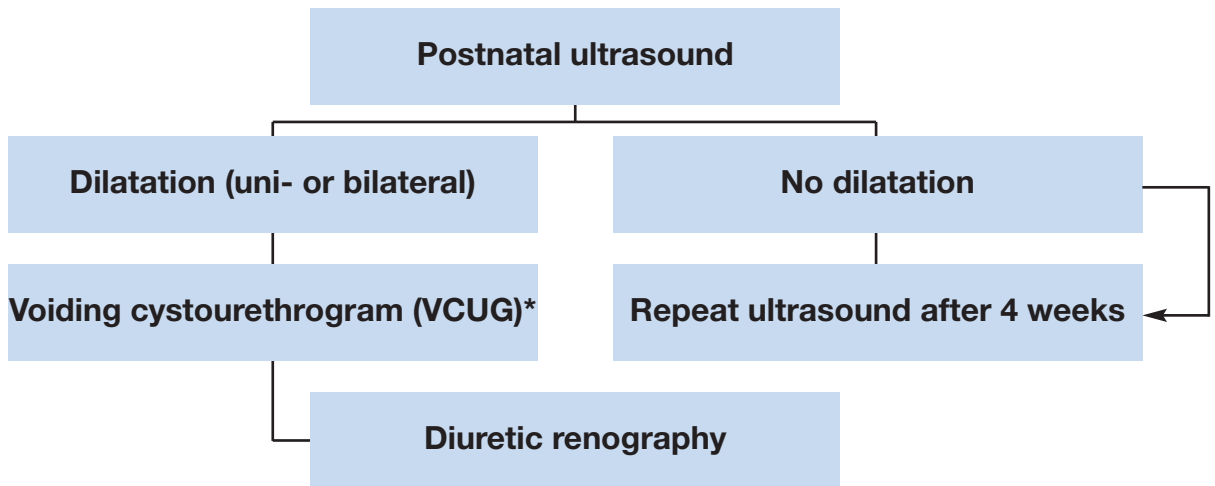 Postnatal ultrasound
Dilatation (uni- or bilateral)
No dilatation
Voiding cystourethrogram (VCUG)*
Repeat ultrasound after 4 weeks
Diuretic renography